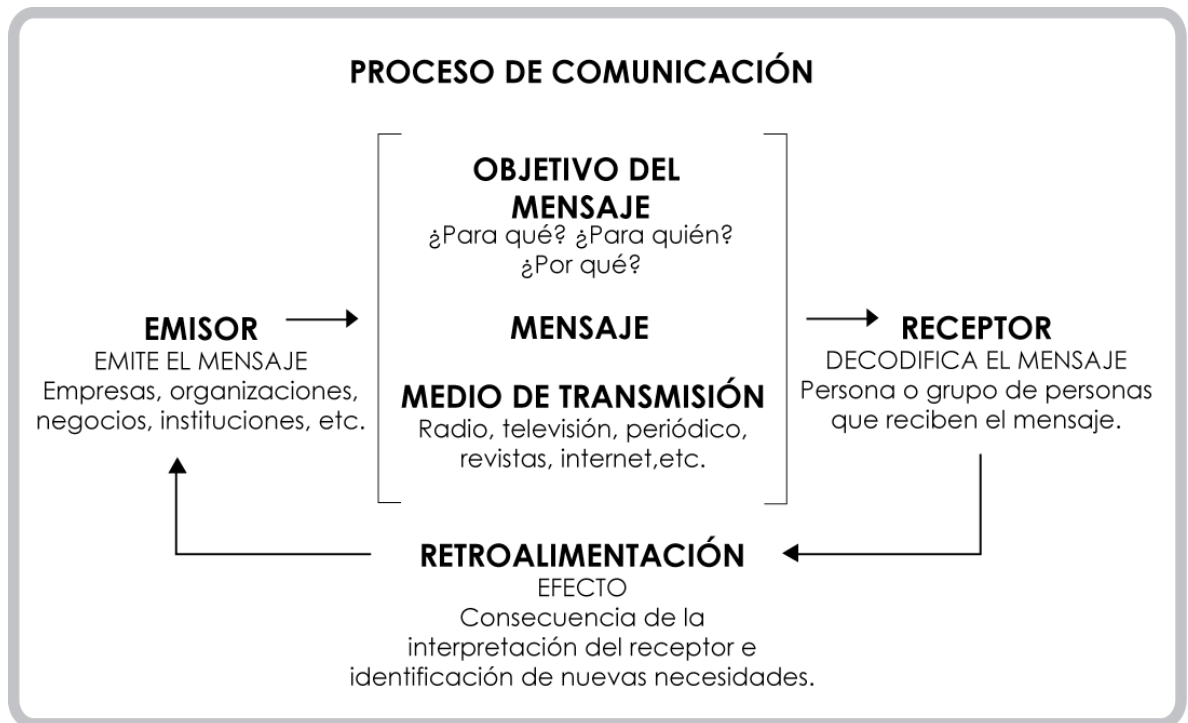 PROCESO DE COMUNICACIÓN
OBJETIVO DEL
MENSAJE
¿Para qué? ¿Para quién?
¿Por qué?
EMISOR
EMITE EL MENSAJE
Empresas, organizaciones,
negocios, instituciones, etc.
MENSAJE
MEDIO DE TRANSMISIÓN
Radio, televisión, periódico,
revistas, internet,etc.
RECEPTOR
DECODIFICA EL MENSAJE
Persona o grupo de personas
que reciben el mensaje.
RETROALIMENTACIÓN
EFECTO
Consecuencia de la
interpretación del receptor e
identificación de nuevas necesidades.